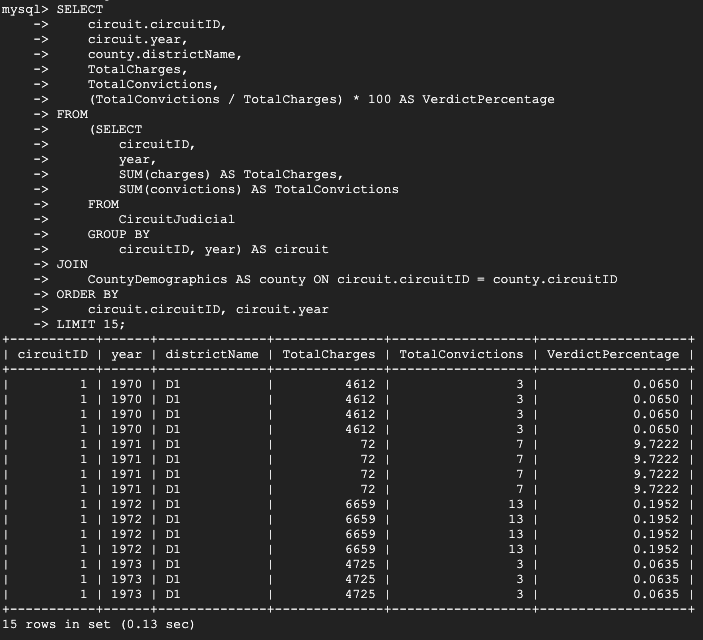 mysql> SELECT
    ->     circuit.circuitID,
    ->     circuit.year,
    ->     county.districtName,
    ->     TotalCharges,
    ->     TotalConvictions,
    ->     (TotalConvictions / TotalCharges) * 100 AS VerdictPercentage
    -> FROM
    ->     (SELECT
    ->         circuitID,
    ->         year,
    ->         SUM(charges) AS TotalCharges,
    ->         SUM(convictions) AS TotalConvictions
    ->     FROM
    ->         CircuitJudicial
    ->     GROUP BY
    ->         circuitID, year) AS circuit
    -> JOIN
    ->     CountyDemographics AS county ON circuit.circuitID = county.circuitID
    -> ORDER BY
    ->     circuit.circuitID, circuit.year
    -> LIMIT 15;
+-----------+------+--------------+--------------+------------------+-------------------+
| circuitID | year | districtName | TotalCharges | TotalConvictions | VerdictPercentage |
+-----------+------+--------------+--------------+------------------+-------------------+
|         1 | 1970 | D1           |         4612 |                3 |            0.0650 |
|         1 | 1970 | D1           |         4612 |                3 |            0.0650 |
|         1 | 1970 | D1           |         4612 |                3 |            0.0650 |
|         1 | 1970 | D1           |         4612 |                3 |            0.0650 |
|         1 | 1971 | D1           |           72 |                7 |            9.7222 |
|         1 | 1971 | D1           |           72 |                7 |            9.7222 |
|         1 | 1971 | D1           |           72 |                7 |            9.7222 |
|         1 | 1971 | D1           |           72 |                7 |            9.7222 |
|         1 | 1972 | D1           |         6659 |               13 |            0.1952 |
|         1 | 1972 | D1           |         6659 |               13 |            0.1952 |
|         1 | 1972 | D1           |         6659 |               13 |            0.1952 |
|         1 | 1972 | D1           |         6659 |               13 |            0.1952 |
|         1 | 1973 | D1           |         4725 |                3 |            0.0635 |
|         1 | 1973 | D1           |         4725 |                3 |            0.0635 |
|         1 | 1973 | D1           |         4725 |                3 |            0.0635 |
+-----------+------+--------------+--------------+------------------+-------------------+
15 rows in set (0.13 sec)